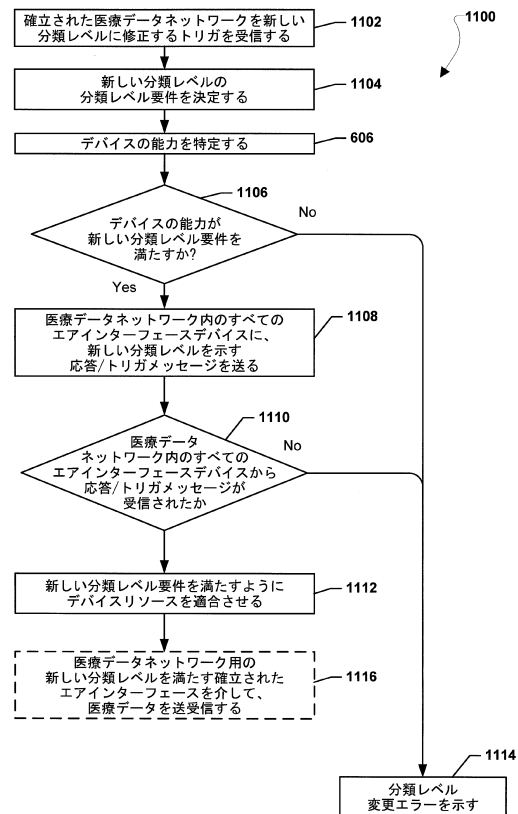 確立された医療データネットワークを新しい
分類レベルに修正するトリガを受信する
1102
1100
新しい分類レベルの
分類レベル要件を決定する
1104
デバイスの能力を特定する
606
1106
デバイスの能力が
新しい分類レベル要件を
満たすか?
No
Yes
医療データネットワーク内のすべての
エアインターフェースデバイスに、
新しい分類レベルを示す
応答/トリガメッセージを送る
1108
1110
医療データ
ネットワーク内のすべての
エアインターフェースデバイスから
応答/トリガメッセージが
受信されたか
No
新しい分類レベル要件を満たすように
デバイスリソースを適合させる
1112
医療データネットワーク用の
新しい分類レベルを満たす確立された
エアインターフェースを介して、
医療データを送受信する
1116
1114
分類レベル
変更エラーを示す